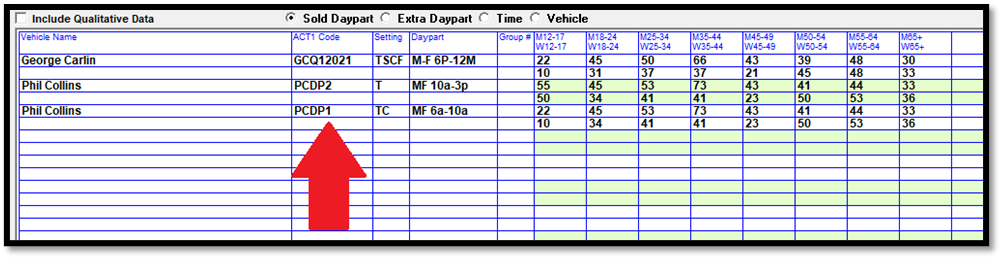 Include Qualitative Data Sold Daypart Extra Daypart Time Vehicle
Vehicle Name ACT1 Code Setting Daypart Group # M12-17 M18-24 M25-34 M35-44 M45-49 M50-54 M55-64 M65+
W12-17 W18-24 W25-34 W35-44 W45-49 W50-54 W55-64 W65+
George Carlin GCQ12021 TSCF M-F 6P-12M 22 45 50 66 43 39 48 30
10 31 37 37 21 45 48 33
Phil Collins PCDP2 T MF 10a-3p 55 45 53 73 43 41 44 33
50 34 41 41 23 50 53 36
Phil Collins PCDP1 TC MF 6a-10a 22 45 53 73 43 41 44 33
10 34 41 41 23 50 53 36